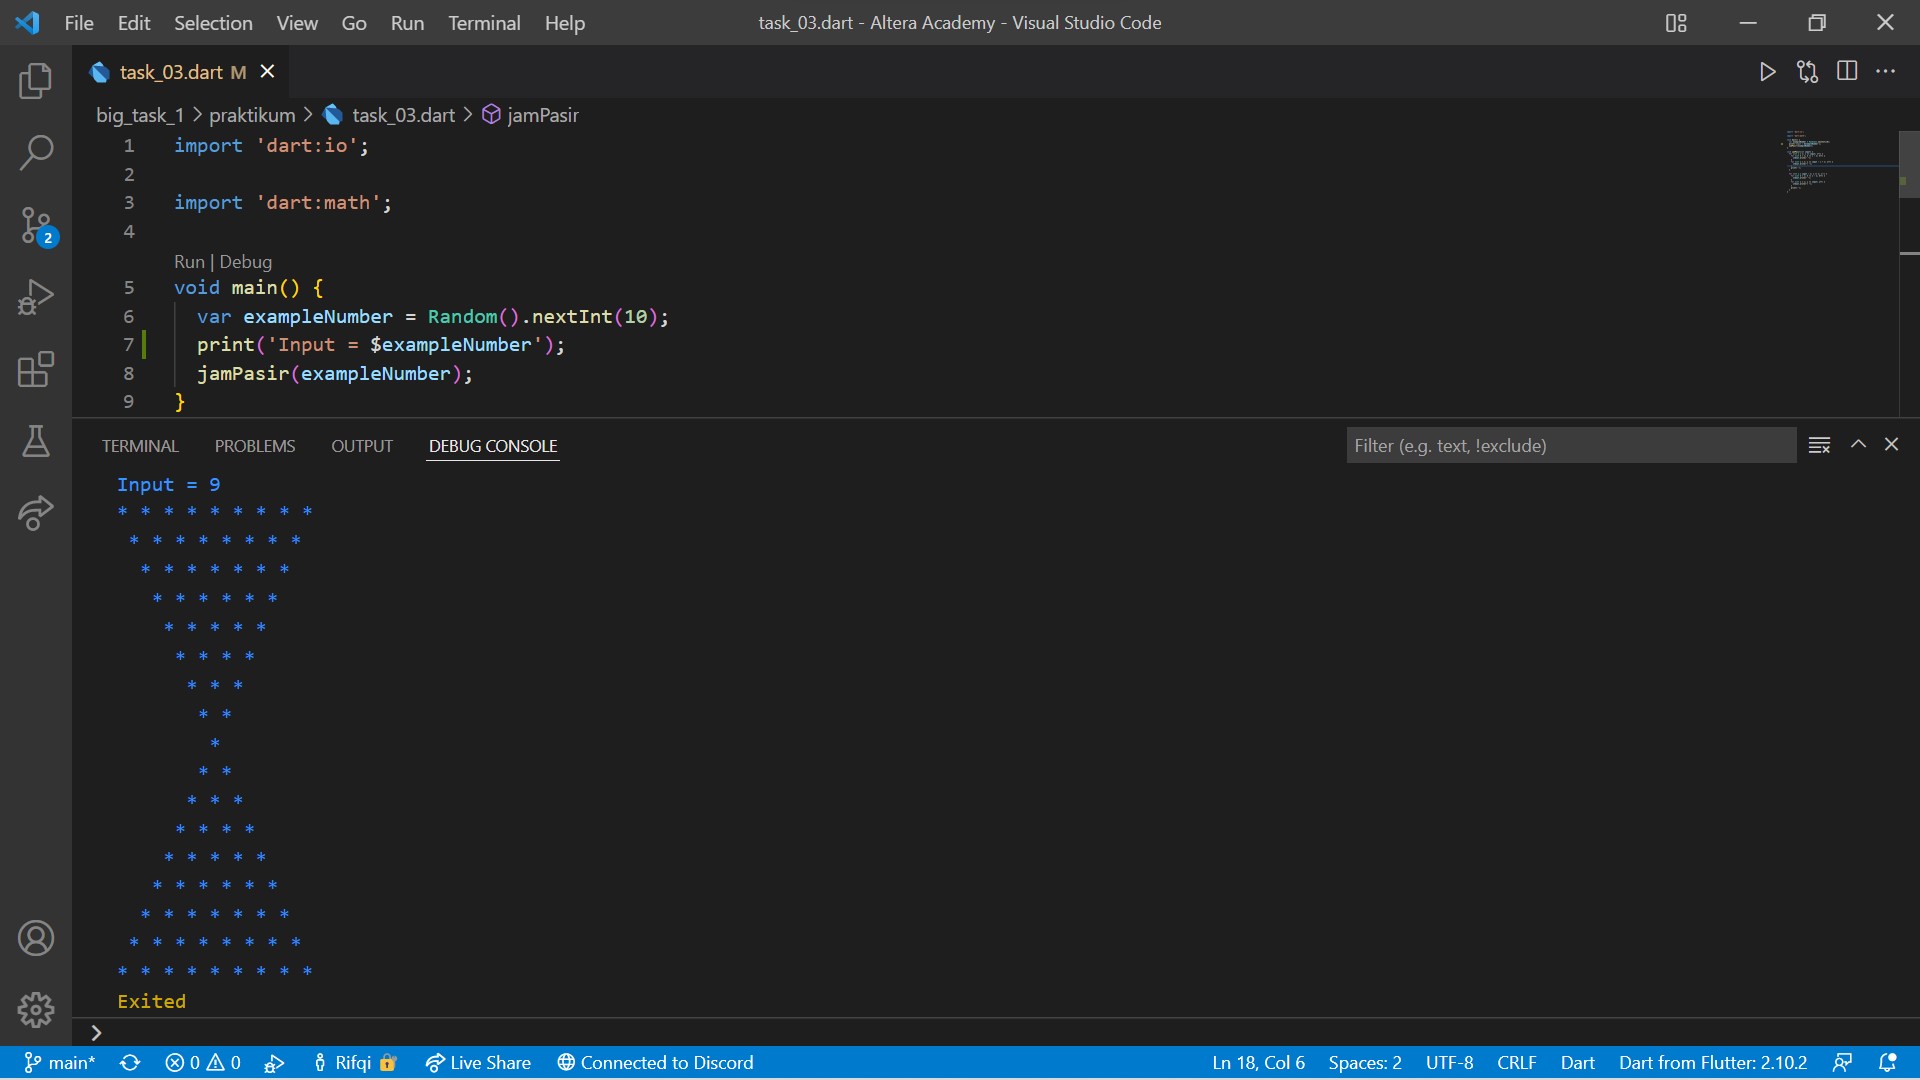 File Edit Selection View Go Run Terminal Help task_03.dart - Altera Academy - Visual Studio Code
task_03.dart M
big_task_1 > praktikum > task_03.dart > jamPasir
1 import 'dart:io';
2
3 import 'dart:math';
4
Run | Debug
5 void main() {
6 var exampleNumber = Random().nextInt(10);
7 print('Input = $exampleNumber');
8 jamPasir(exampleNumber);
9 }
2
TERMINAL PROBLEMS OUTPUT DEBUG CONSOLE Filter (e.g. text, !exclude)
Input = 9
* * * * * * * * *
 * * * * * * * *
  * * * * * * *
   * * * * * *
    * * * * *
     * * * *
      * * *
       * *
        *
       * *
      * * *
     * * * *
    * * * * *
   * * * * * *
  * * * * * * *
 * * * * * * * *
* * * * * * * * *
Exited
>
main* 0 0 Rifqi Live Share Connected to Discord Ln 18, Col 6 Spaces: 2 UTF-8 CRLF Dart Dart from Flutter: 2.10.2